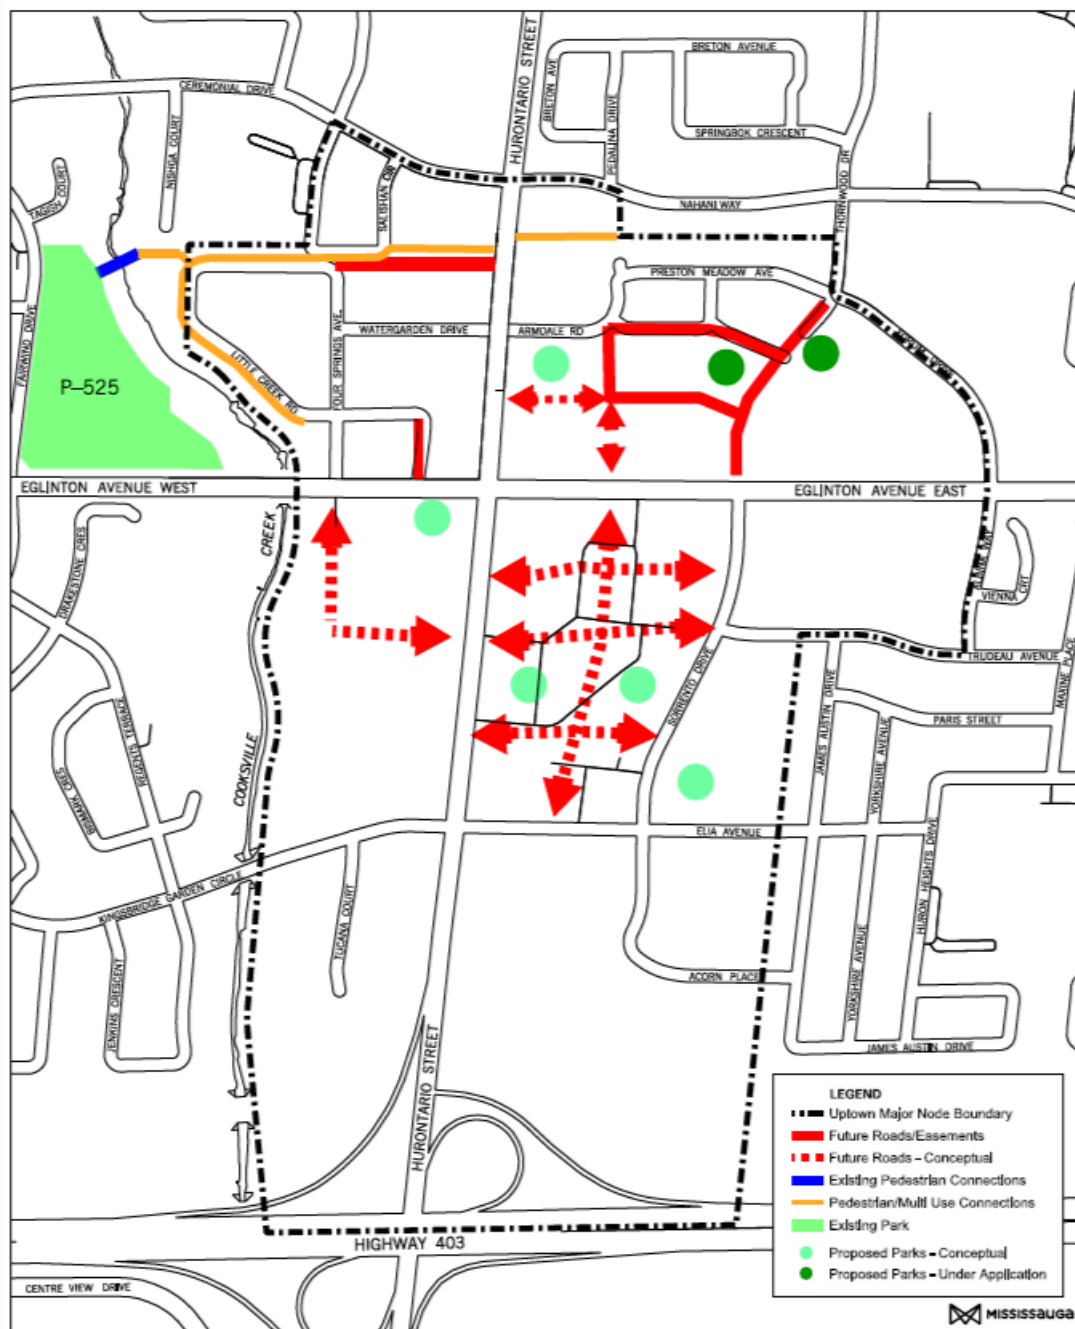 HURONTARIO STREET
BRETON AVENUE
BRETON AVE
PEDALINA DRIVE
SPRINGBOK CRESCENT
CEREMONIAL DRIVE
NISHGA COURT
TAGISH COURT
SALISHAN CIR
THORNWOOD DR
NAHANI WAY
FAIRWIND DRIVE
PRESTON MEADOW AVE
WATERGARDEN DRIVE
ARMDALE RD
FOUR SPRINGS AVE
LITTLE CREEK RD
P-525
EGLINTON AVENUE WEST
EGLINTON AVENUE EAST
DRAKESTONE CRES
CREEK
COOKSVILLE
VIENNA CRT
TRUDEAU AVENUE
MAXINE PLACE
SORRENTO DRIVE
JAMES AUSTIN DRIVE
PARIS STREET
YORKSHIRE AVENUE
REGENTS TERRACE
BISMARK CRES
ELIA AVENUE
HURON HEIGHTS DRIVE
KINGSBRIDGE GARDEN CIRCLE
TUCANA COURT
JENKINS CRESCENT
ACORN PLACE
YORKSHIRE AVENUE
JAMES AUSTIN DRIVE
HURONTARIO STREET
HIGHWAY 403
CENTRE VIEW DRIVE
LEGEND
Uptown Major Node Boundary
Future Roads/Easements
Future Roads - Conceptual
Existing Pedestrian Connections
Pedestrian/Multi Use Connections
Existing Park
Proposed Parks - Conceptual
Proposed Parks - Under Application
MISSISSAUGA